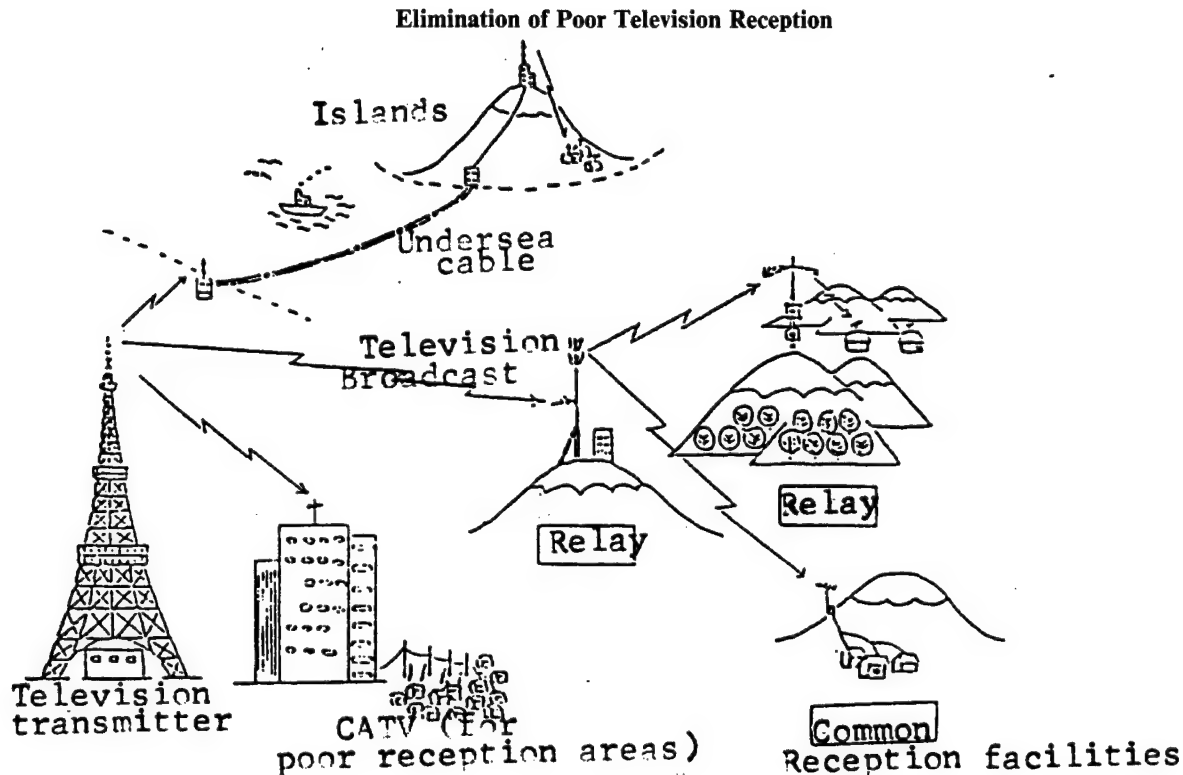 Elimination of Poor Television Reception
Islands
Undersea
cable
Television
Broadcast
Relay
Relay
Television
transmitter
CATV (for
poor reception areas)
Common
Reception facilities